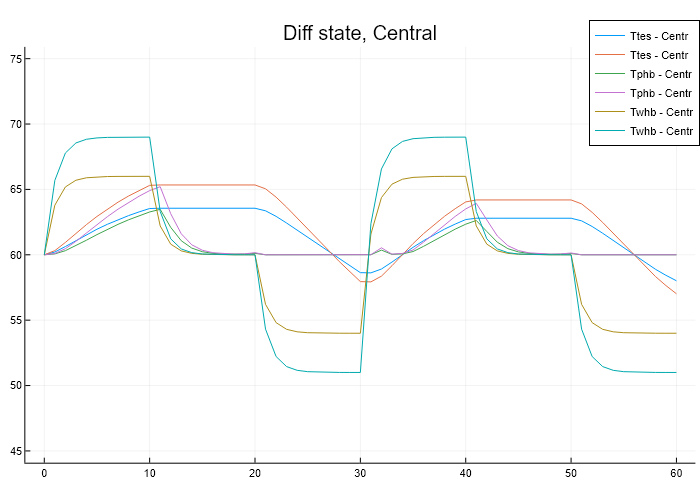 Diff state, Central
Ttes - Centr
Ttes - Centr
Tphb - Centr
Tphb - Centr
Twhb - Centr
Twhb - Centr
75
70
65
60
55
50
45
0 10 20 30 40 50 60